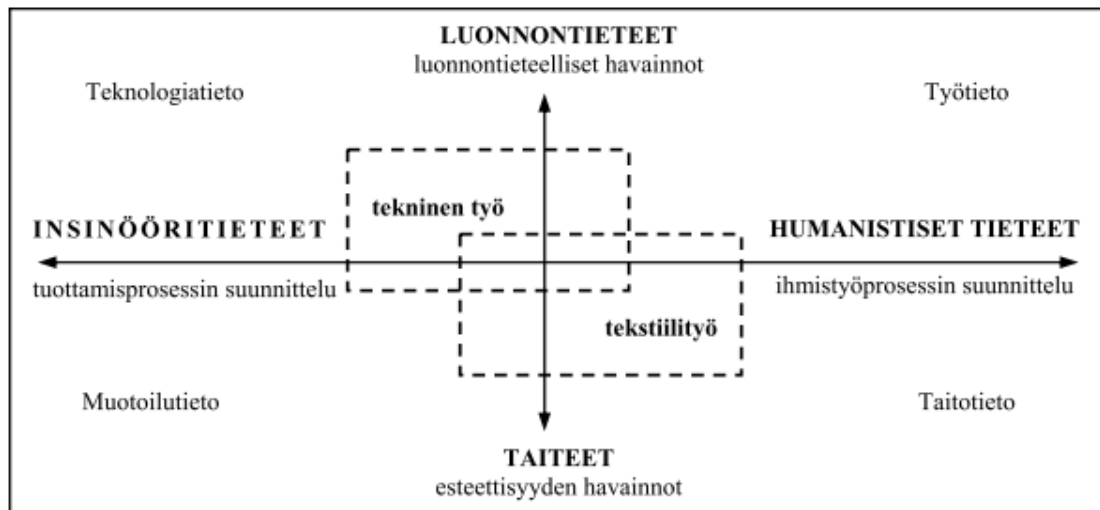 LUONNONTIETEET
luonnontieteelliset havainnot
Teknologiatieto
Työtieto
tekninen työ
INSINÖÖRITIETEET
HUMANISTISET TIETEET
tuottamisprosessin suunnittelu
ihmistyöprosessin suunnittelu
tekstiilityö
Muotoilutieto
Taitotieto
TAITEET
esteettisyyden havainnot